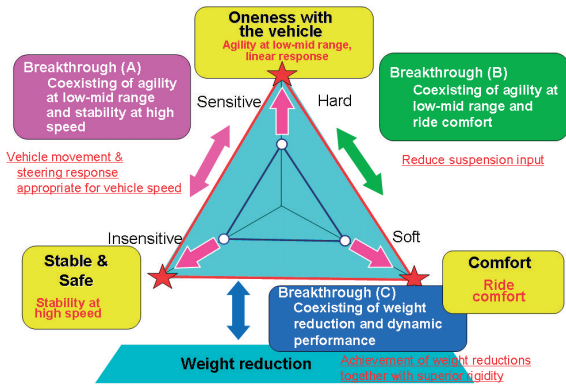 Oneness with
the vehicle
Agility at low-mid range,
linear response
Breakthrough (A)
Coexisting of agility
at low-mid range
and stability at high
speed
Breakthrough (B)
Coexisting of agility at
low-mid range and
ride comfort
Sensitive
Hard
Vehicle movement &
steering response
appropriate for vehicle speed
Reduce suspension input
Insensitive
Soft
Stable &
Safe
Stability at
high speed
Comfort
Ride
comfort
Breakthrough (C)
Coexisting of weight
reduction and dynamic
performance
Weight reduction
Achievement of weight reductions
together with superior rigidity